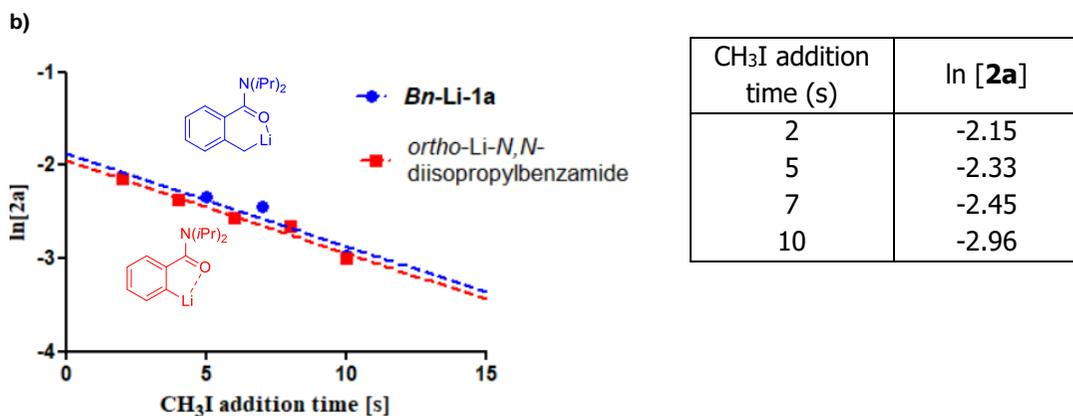 b)
-1
-2
-3
-4
ln[2a]
0 5 10 15
CH₃I addition time [s]
N(iPr)₂
O
Li
N(iPr)₂
O
Li
Bn-Li-1a
ortho-Li-N,N-
diisopropylbenzamide
CH₃I addition
time (s)
ln [2a]
2 -2.15
5 -2.33
7 -2.45
10 -2.96